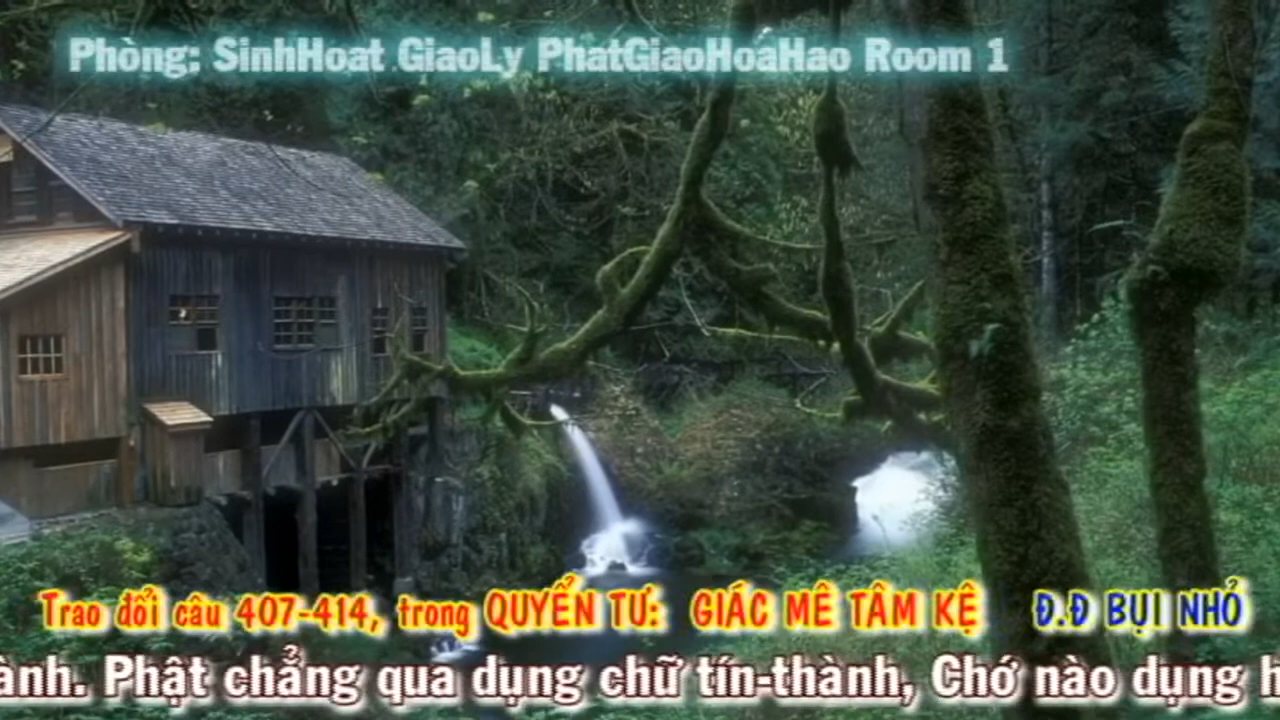 Phòng: SinhHoat GiaoLy PhatGiaoHoaHao Room 1
Trao đổi câu 407-414, trong QUYỂN TƯ: GIÁC MÊ TÂM KỆ Đ.Đ BỤI NHỎ
ành. Phật chẳng qua dụng chữ tín-thành, Chớ nào dụng h